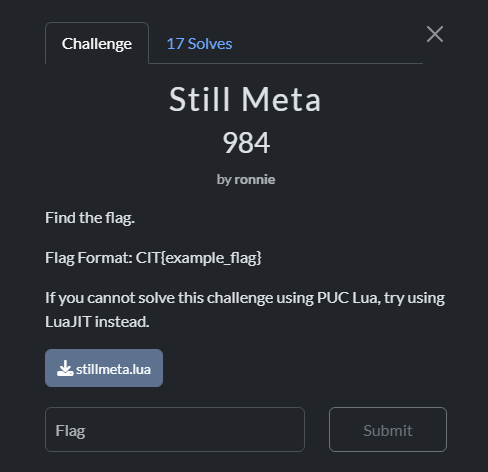 Challenge
17 Solves
Still Meta
984
by ronnie
Find the flag.
Flag Format: CIT{example_flag}
If you cannot solve this challenge using PUC Lua, try using
LuaJIT instead.
stillmeta.lua
Flag
Submit